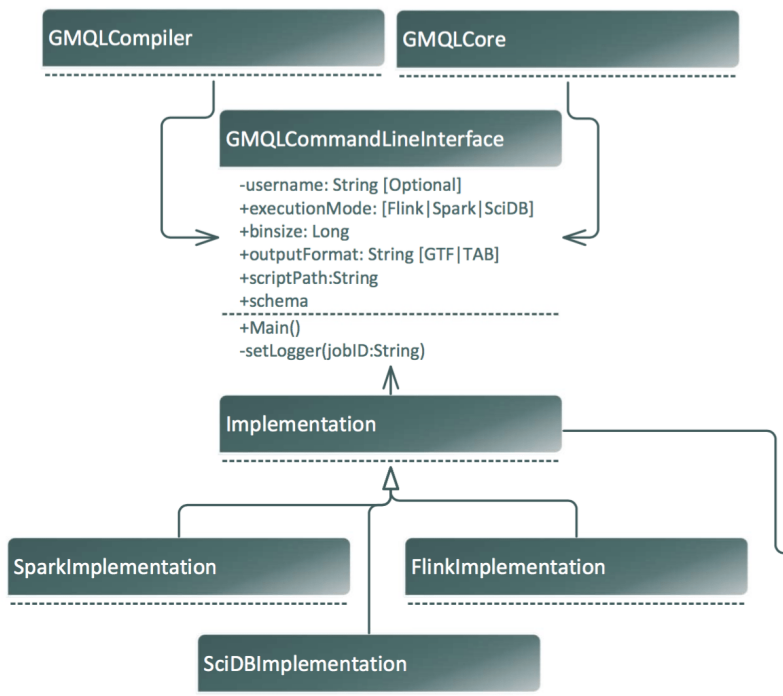 GMQLCompiler
GMQLCore
GMQLCommandLineInterface
-username: String [Optional]
+executionMode: [Flink|Spark|SciDB]
+binsize: Long
+outputFormat: String [GTF|TAB]
+scriptPath:String
+schema
+Main()
-setLogger(jobID:String)
Implementation
SparkImplementation
FlinkImplementation
SciDBImplementation